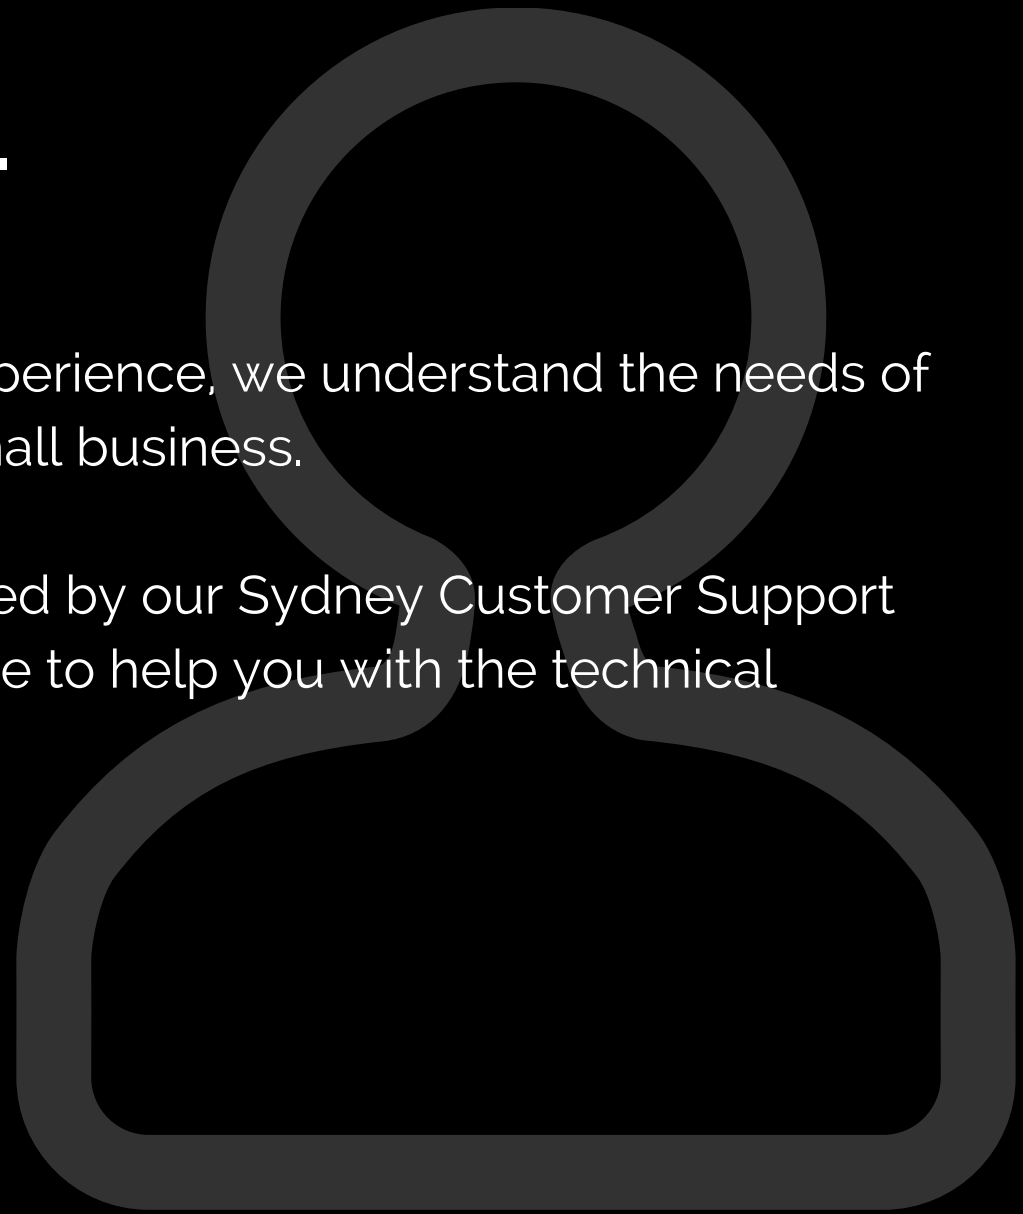 perience, we understand the needs of
all business.
ed by our Sydney Customer Support
e to help you with the technical